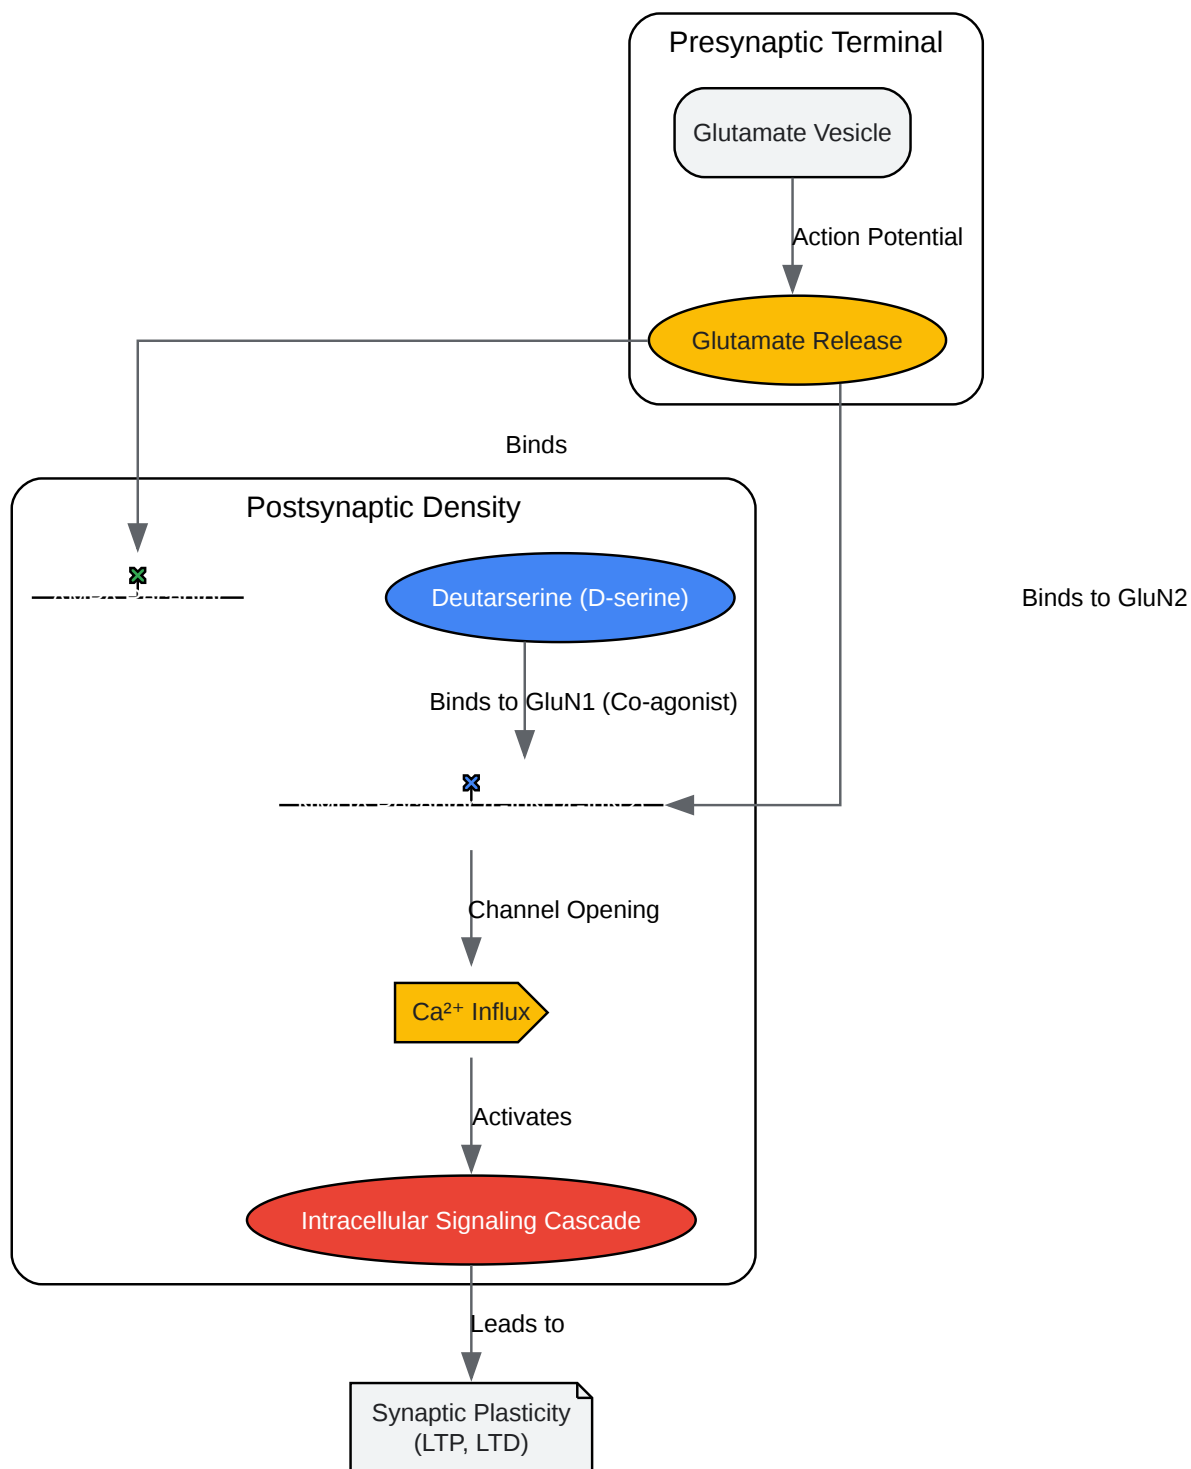 Presynaptic Terminal
Glutamate Vesicle
Action Potential
Glutamate Release
Binds
Postsynaptic Density
Deutarserine (D-serine)
Binds to GluN2
Binds to GluN1 (Co-agonist)
Channel Opening
Ca²⁺ Influx
Activates
Intracellular Signaling Cascade
Leads to
Synaptic Plasticity
(LTP, LTD)